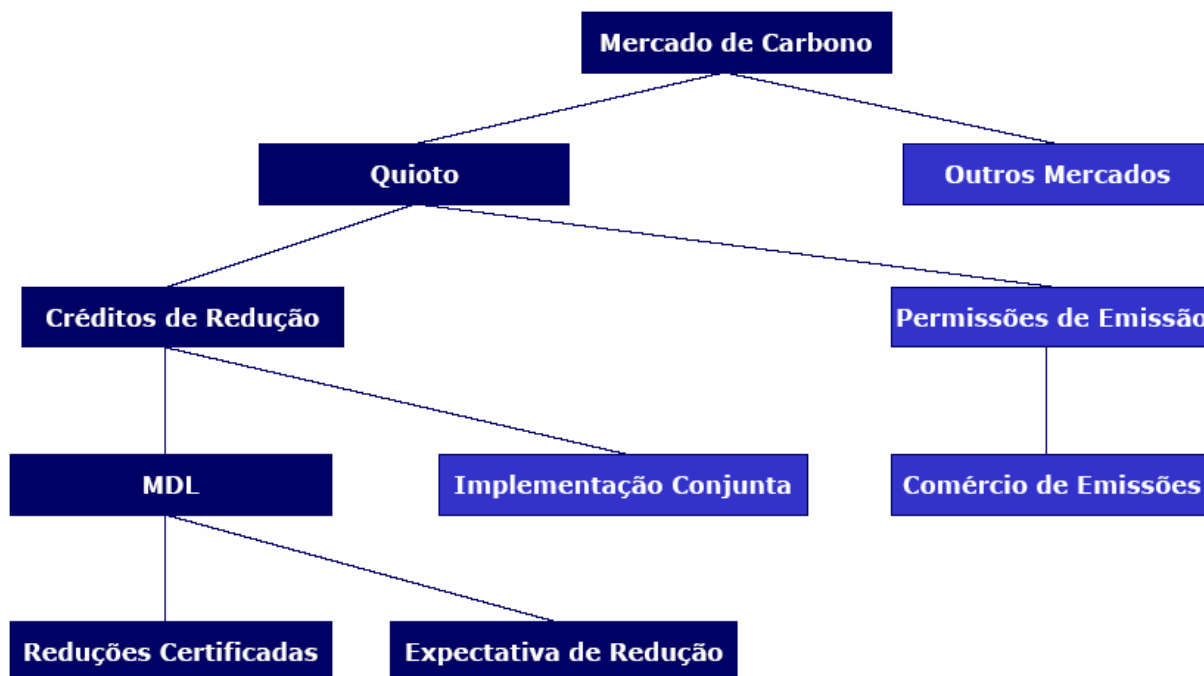 Mercado de Carbono
Quioto
Outros Mercados
Créditos de Redução
Permissões de Emissão
MDL
Implementação Conjunta
Comércio de Emissões
Reduções Certificadas
Expectativa de Redução